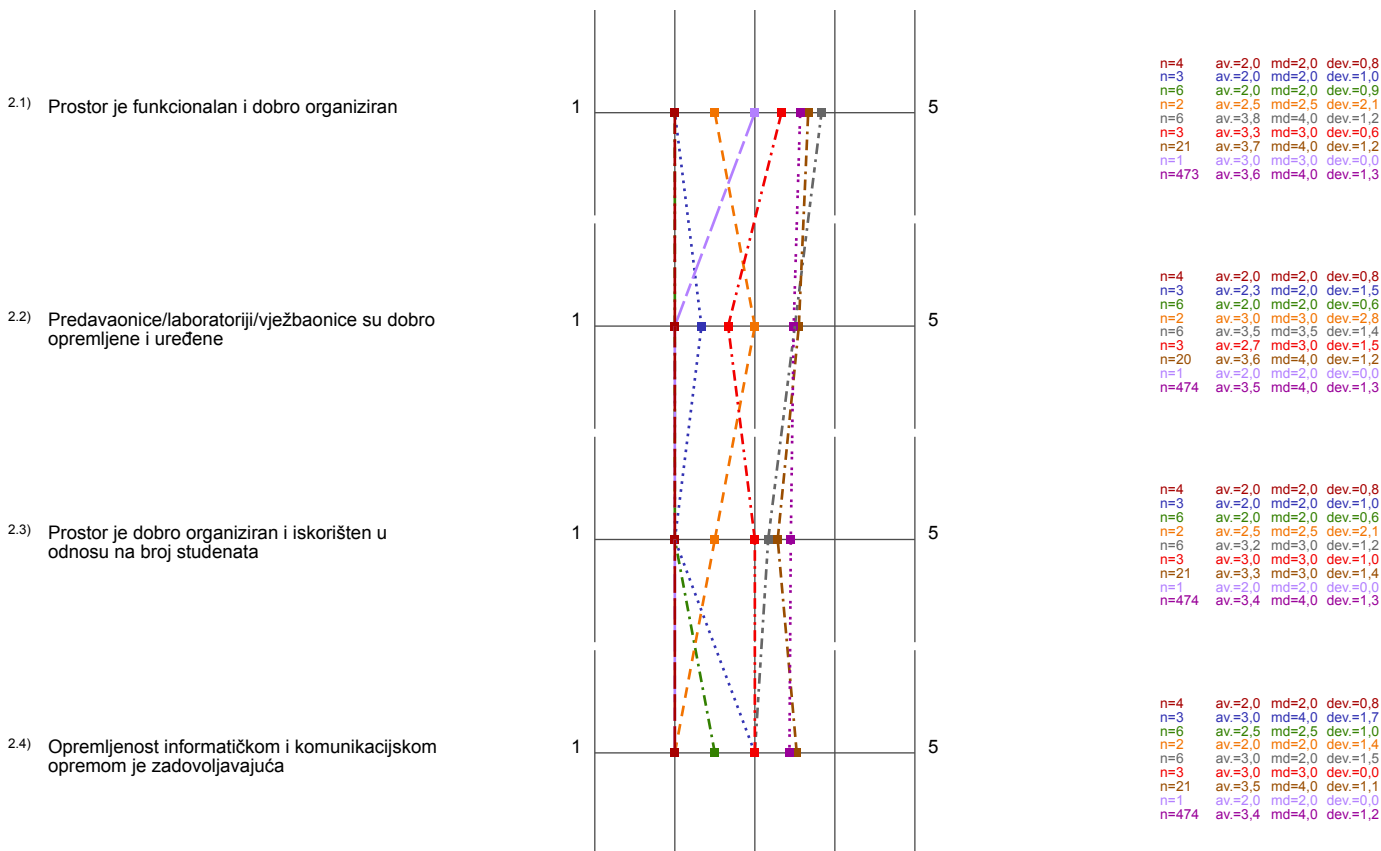 2.1) Prostor je funkcionalan i dobro organiziran
1
5
n=4 av.=2,0 md=2,0 dev.=0,8
n=3 av.=2,0 md=2,0 dev.=1,0
n=6 av.=2,0 md=2,0 dev.=0,9
n=2 av.=2,5 md=2,5 dev.=2,1
n=6 av.=3,8 md=4,0 dev.=1,2
n=3 av.=3,3 md=3,0 dev.=0,6
n=21 av.=3,7 md=4,0 dev.=1,2
n=1 av.=3,0 md=3,0 dev.=0,0
n=473 av.=3,6 md=4,0 dev.=1,3
2.2) Predavaonice/laboratoriji/vježbaonice su dobro
opremljene i uređene
1
5
n=4 av.=2,0 md=2,0 dev.=0,8
n=3 av.=2,3 md=2,0 dev.=1,5
n=6 av.=2,0 md=2,0 dev.=0,6
n=2 av.=3,0 md=3,0 dev.=2,8
n=6 av.=3,5 md=3,5 dev.=1,4
n=3 av.=2,7 md=3,0 dev.=1,5
n=20 av.=3,6 md=4,0 dev.=1,2
n=1 av.=2,0 md=2,0 dev.=0,0
n=474 av.=3,5 md=4,0 dev.=1,3
2.3) Prostor je dobro organiziran i iskorišten u
odnosu na broj studenata
1
5
n=4 av.=2,0 md=2,0 dev.=0,8
n=3 av.=2,0 md=2,0 dev.=1,0
n=6 av.=2,0 md=2,0 dev.=0,6
n=2 av.=2,5 md=2,5 dev.=2,1
n=6 av.=3,2 md=3,0 dev.=1,2
n=3 av.=3,0 md=3,0 dev.=1,0
n=21 av.=3,3 md=3,0 dev.=1,4
n=1 av.=2,0 md=2,0 dev.=0,0
n=474 av.=3,4 md=4,0 dev.=1,3
2.4) Opremljenost informatičkom i komunikacijskom
opremom je zadovoljavajuća
1
5
n=4 av.=2,0 md=2,0 dev.=0,8
n=3 av.=3,0 md=4,0 dev.=1,7
n=6 av.=2,5 md=2,5 dev.=1,0
n=2 av.=2,0 md=2,0 dev.=1,4
n=6 av.=3,0 md=2,0 dev.=1,5
n=3 av.=3,0 md=3,0 dev.=0,0
n=21 av.=3,5 md=4,0 dev.=1,1
n=1 av.=2,0 md=2,0 dev.=0,0
n=474 av.=3,4 md=4,0 dev.=1,2